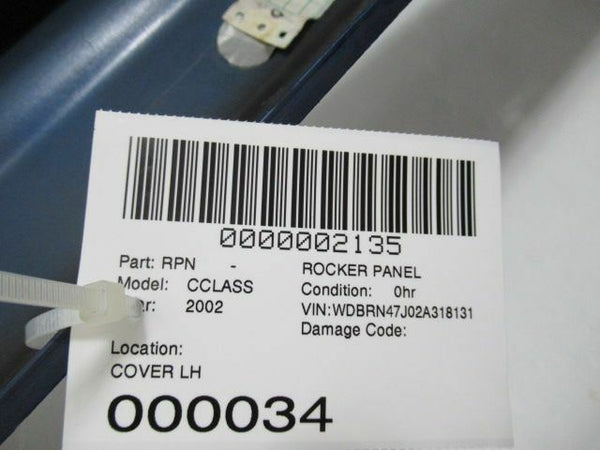 0000002135
Part: RPN - ROCKER PANEL
Model: CCLASS Condition: 0hr
2002 VIN:WDBRN47J02A318131
Damage Code:
Location:
COVER LH
000034